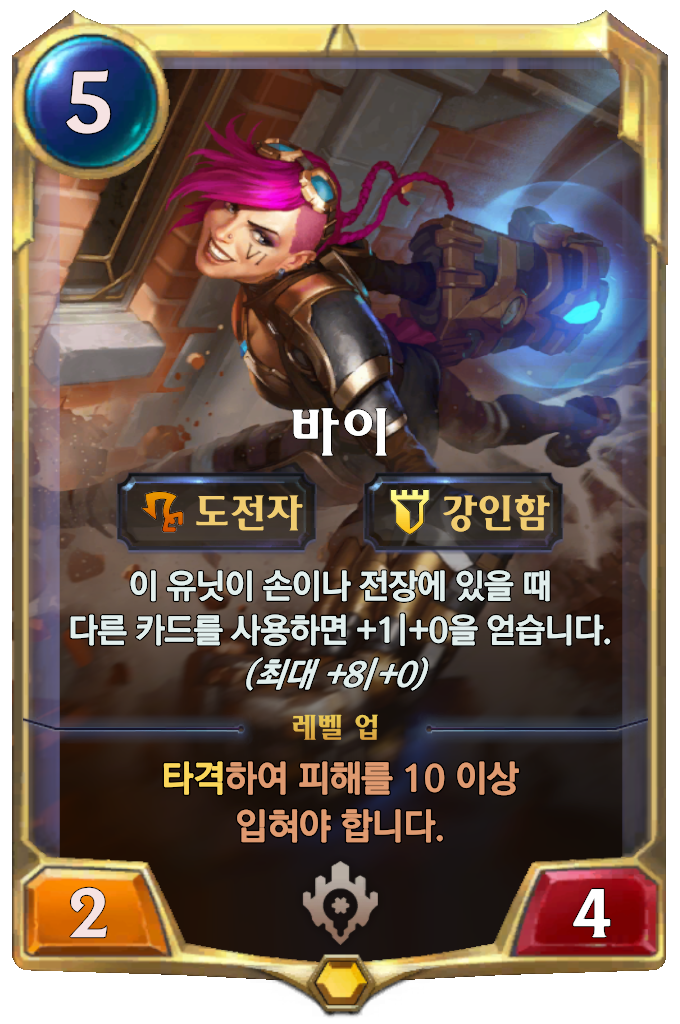 5
VI
바이
도전자
강인함
이 유닛이 손이나 전장에 있을 때
다른 카드를 사용하면 +1|+0을 얻습니다.
(최대 +8|+0)
레벨 업
타격하여 피해를 10 이상
입혀야 합니다.
2
4